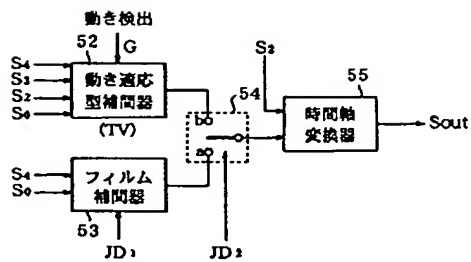 動き検出
52
G
S4
S3
S2
S0
動き適応
型補間器
(TV)
S2
55
54
b
a
時間軸
変換器
Sout
S4
S0
フィルム
補間器
53
JD1
JD2